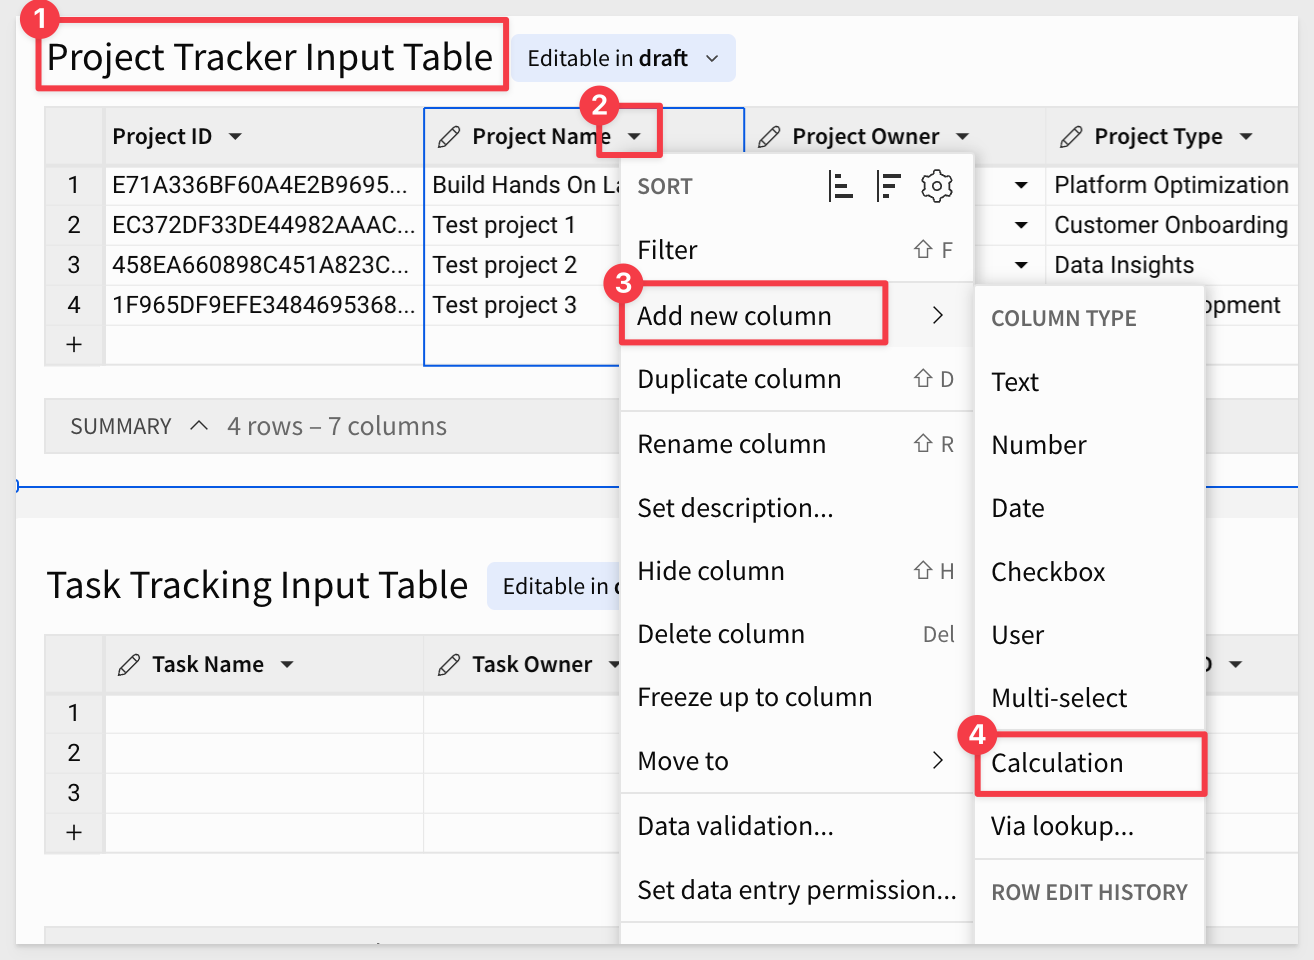 1
Project Tracker Input Table
Editable in draft
2
Project ID
Project Name
Project Owner
Project Type
1 E71A336BF60A4E2B9695... Build Hands On Platform Optimization
2 EC372DF33DE44982AAAC... Test project 1 Customer Onboarding
3 458EA660898C451A823C... Test project 2 Data Insights
4 1F965DF9EFE3484695368... Test project 3
+
SUMMARY 4 rows – 7 columns
SORT
Filter F
3
Add new column
Duplicate column D
Rename column R
Set description...
Hide column H
Delete column Del
Freeze up to column
Move to
Data validation...
Set data entry permission...
COLUMN TYPE
Text
Number
Date
Checkbox
User
Multi-select
4
Calculation
Via lookup...
ROW EDIT HISTORY
Task Tracking Input Table
Editable in
Task Name
Task Owner
1
2
3
+